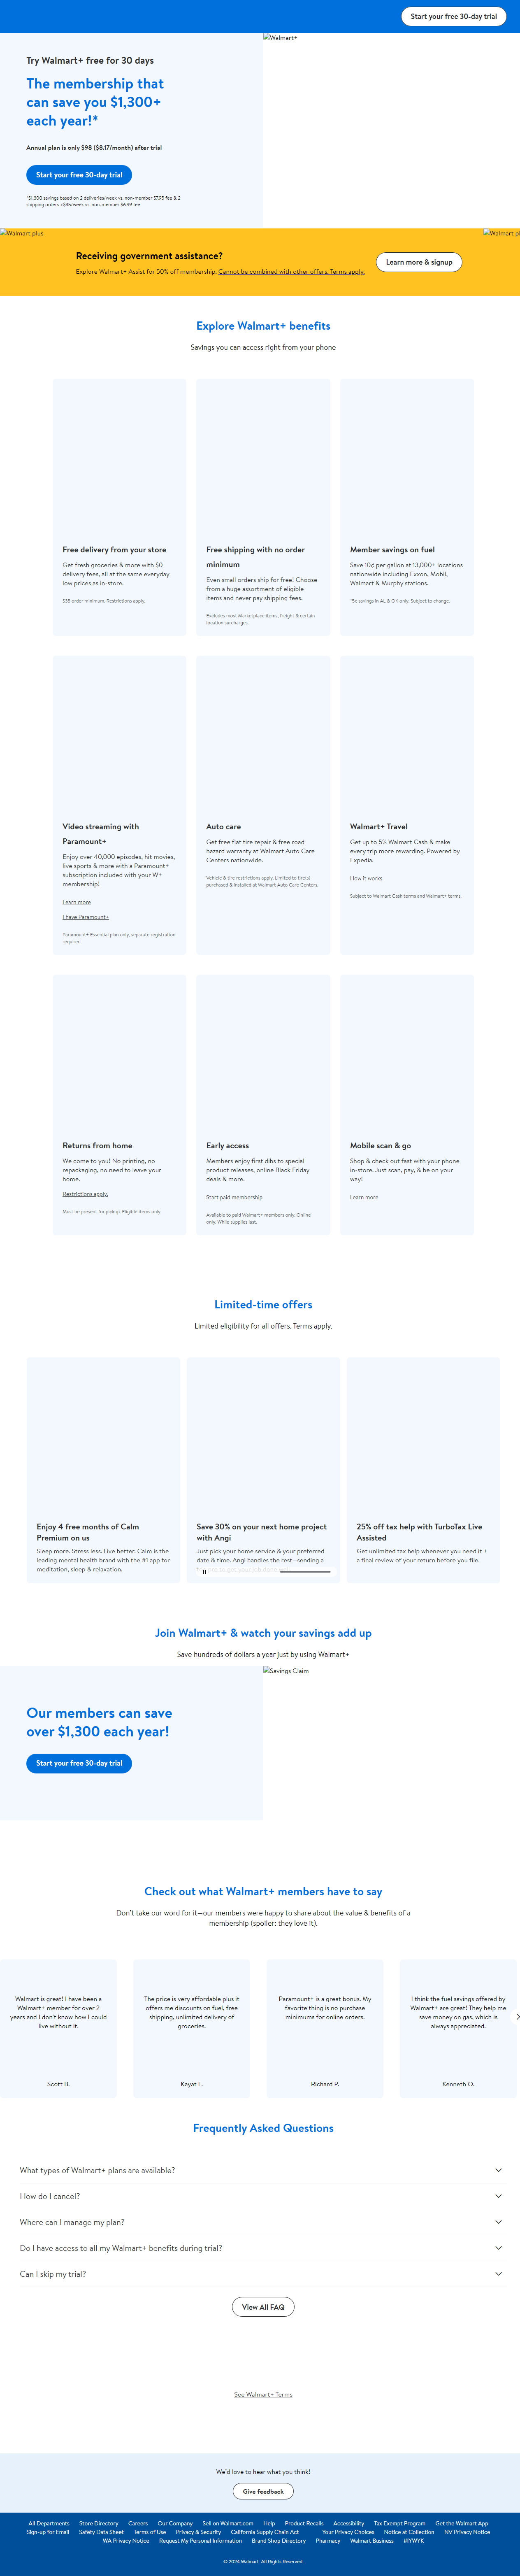 Start your free 30-day trial
Walmart+
Try Walmart+ free for 30 days
The membership that
can save you $1,300+
each year!*
Annual plan is only $98 ($8.17/month) after trial
Start your free 30-day trial
*$1,300 savings based on 2 deliveries/week vs. non-member $7.95 fee & 2
shipping orders <$35/week vs. non-member $6.99 fee
Walmart plus
Walmart pl
Receiving government assistance?
Explore Walmart+ Assist for 50% off membership. Cannot be combined with other offers. Terms apply.
Learn more & signup
Explore Walmart+ benefits
Savings you can access right from your phone
Free delivery from your store
Get fresh groceries & more with $0
delivery fees, all at the same everyday
low prices as in-store.
$35 order minimum. Restrictions apply.
Free shipping with no order
minimum
Even small orders ship for free! Choose
from a huge assortment of eligible
items and never pay shipping fees.
Excludes most Marketplace items, freight & certain
location surcharges.
Member savings on fuel
Save 10¢ per gallon at 13,000+ locations
nationwide including Exxon, Mobil,
Walmart & Murphy stations.
*5¢ savings in AL & OK only. Subject to change.
Video streaming with
Paramount+
Enjoy over 40,000 episodes, hit movies,
live sports & more with a Paramount+
subscription included with your W+
membership!
Learn more
I have Paramount+
Paramount+ Essential plan only, separate registration
required.
Auto care
Get free flat tire repair & free road
hazard warranty at Walmart Auto Care
Centers nationwide.
Vehicle & tire restrictions apply. Limited to tire(s)
purchased & installed at Walmart Auto Care Centers.
Walmart+ Travel
Get up to 5% Walmart Cash & make
every trip more rewarding. Powered by
Expedia.
How it works
Subject to Walmart Cash terms and Walmart+ terms.
Returns from home
We come to you! No printing, no
repackaging, no need to leave your
home.
Restrictions apply.
Must be present for pickup. Eligible items only.
Early access
Members enjoy first dibs to special
product releases, online Black Friday
deals & more.
Start paid membership
Available to paid Walmart+ members only. Online
only. While supplies last.
Mobile scan & go
Shop & check out fast with your phone
in-store. Just scan, pay, & be on your
way!
Learn more
Limited-time offers
Limited eligibility for all offers. Terms apply.
Enjoy 4 free months of Calm
Premium on us
Sleep more. Stress less. Live better. Calm is the
leading mental health brand with the #1 app for
meditation, sleep & relaxation.
Save 30% on your next home project
with Angi
Just pick your home service & your preferred
date & time. Angi handles the rest—sending a
25% off tax help with TurboTax Live
Assisted
Get unlimited tax help whenever you need it +
a final review of your return before you file.
Join Walmart+ & watch your savings add up
Save hundreds of dollars a year just by using Walmart+
Savings Claim
Our members can save
over $1,300 each year!
Start your free 30-day trial
Check out what Walmart+ members have to say
Don't take our word for it—our members were happy to share about the value & benefits of a
membership (spoiler: they love it).
Walmart is great! I have been a
Walmart+ member for over 2
years and I don't know how I could
live without it.
Scott B.
The price is very affordable plus it
offers me discounts on fuel, free
shipping, unlimited delivery of
groceries.
Kayat L.
Paramount+ is a great bonus. My
favorite thing is no purchase
minimums for online orders.
Richard P.
I think the fuel savings offered by
Walmart+ are great! They help me
save money on gas, which is
always appreciated.
Kenneth O.
Frequently Asked Questions
What types of Walmart+ plans are available?
How do I cancel?
Where can I manage my plan?
Do I have access to all my Walmart+ benefits during trial?
Can I skip my trial?
View All FAQ
See Walmart+ Terms
We'd love to hear what you think!
Give feedback
All Departments Store Directory Careers Our Company Sell on Walmart.com Help Product Recalls Accessibility Tax Exempt Program Get the Walmart App
Sign-up for Email Safety Data Sheet Terms of Use Privacy & Security California Supply Chain Act Your Privacy Choices Notice at Collection NV Privacy Notice
WA Privacy Notice Request My Personal Information Brand Shop Directory Pharmacy Walmart Business #IYWYK
© 2024 Walmart. All Rights Reserved.